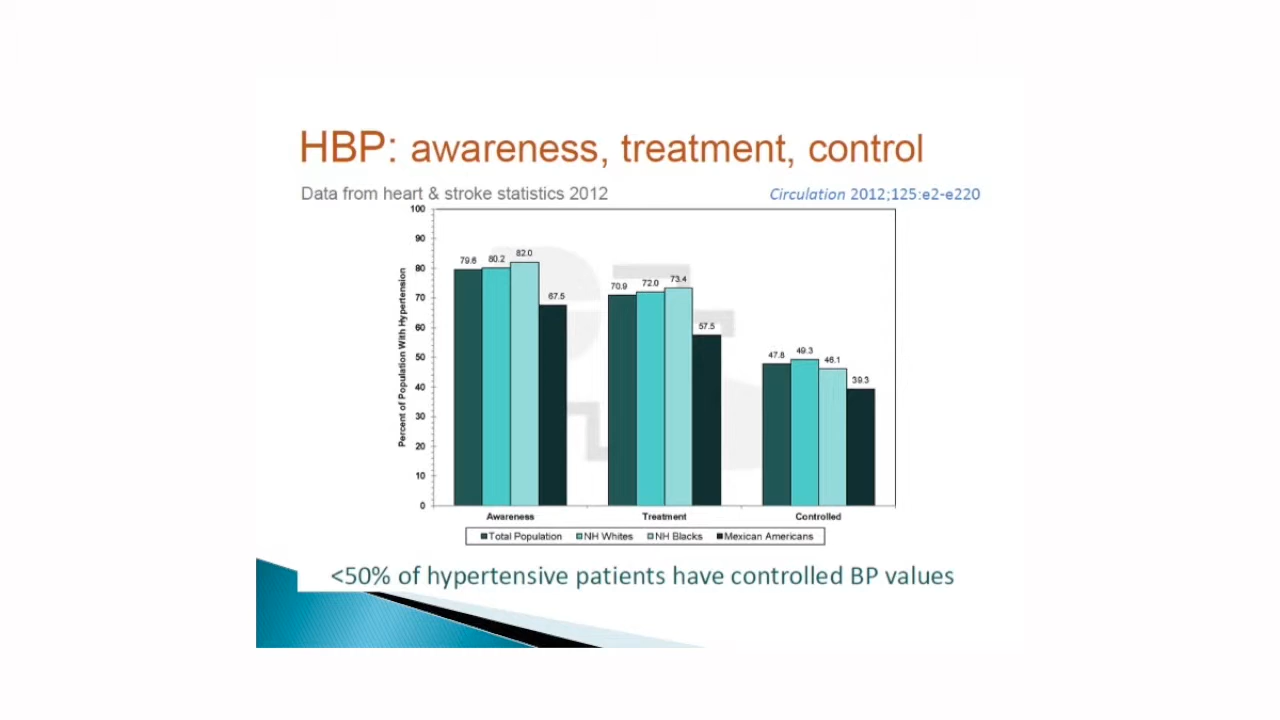 HBP: awareness, treatment, control
Data from heart & stroke statistics 2012
Circulation 2012;125:e2-e220
Percent of Population With Hypertension
100
90
80
70
60
50
40
30
20
10
0
79.6 80.2 82.0 67.5
70.9 72.0 73.4 57.5
47.8 49.3 46.1 39.3
Awareness Treatment Controlled
Total Population NH Whites NH Blacks Mexican Americans
<50% of hypertensive patients have controlled BP values